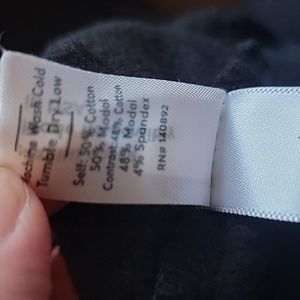 Machine Wash Cold
Tumble Dry Low
Self: 50% Cotton
50% Modal
Contrast: 48% Cotton
48% Modal
4% Spandex
RN# 140892